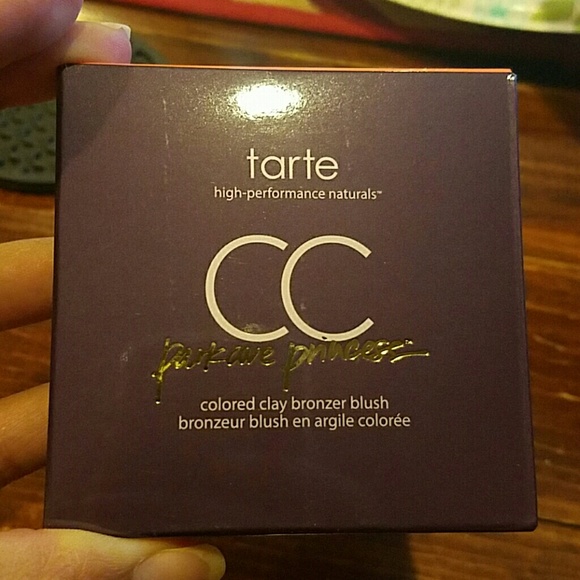 tarte
high-performance naturals™
CC
park ave princess
colored clay bronzer blush
bronzeur blush en argile colorée